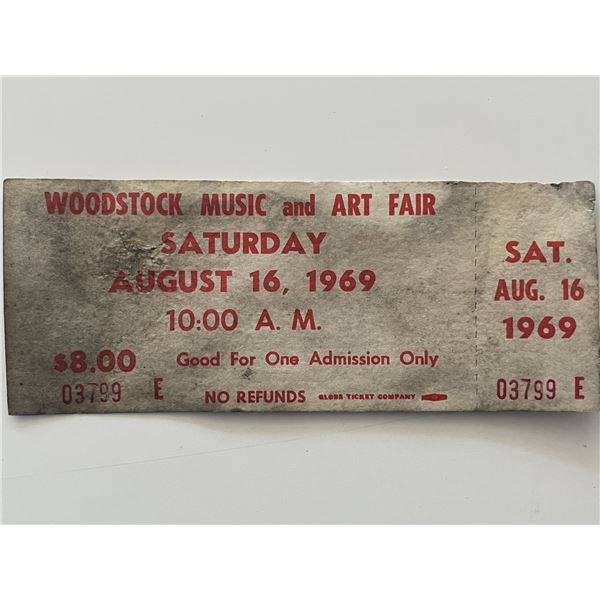 WOODSTOCK MUSIC and ART FAIR
SATURDAY
AUGUST 16, 1969
10:00 A. M.
$8.00 Good For One Admission Only
03799 E NO REFUNDS GLOBE TICKET COMPANY
SAT.
AUG. 16
1969
03799 E